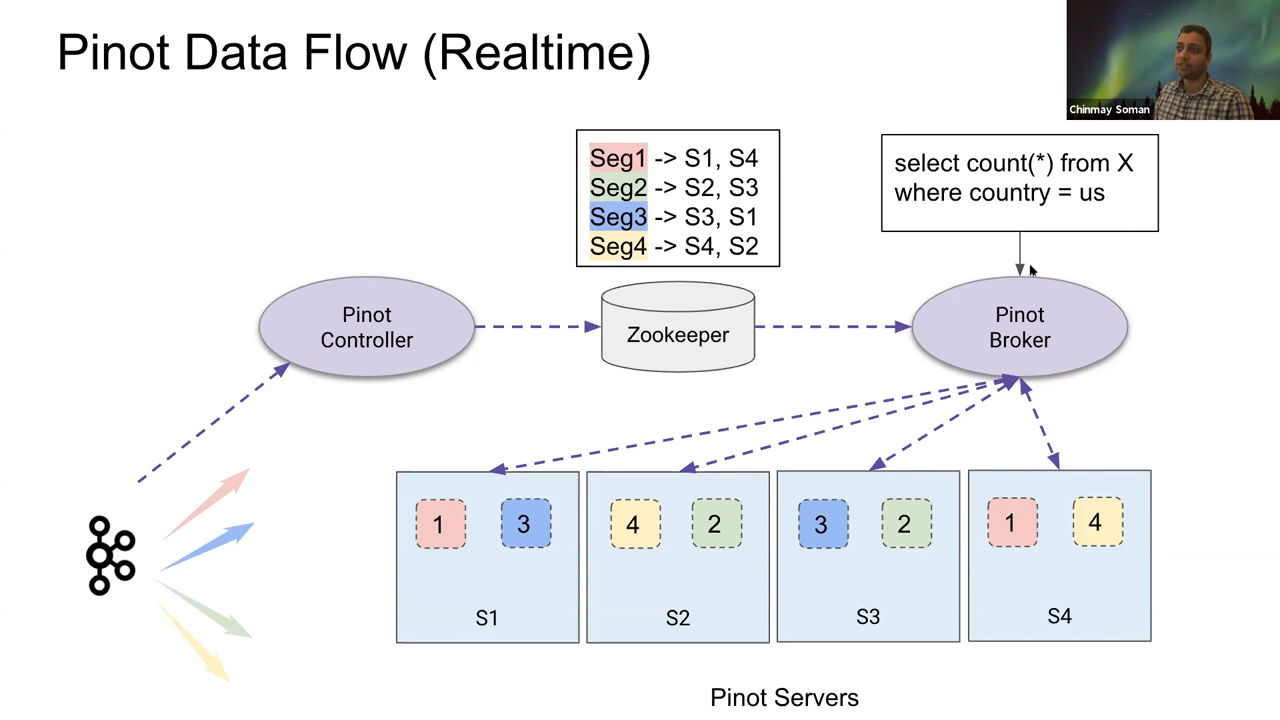 Pinot Data Flow (Realtime)
Chinmay Soman
Seg1 -> S1, S4
Seg2 -> S2, S3
Seg3 -> S3, S1
Seg4 -> S4, S2
select count(*) from X
where country = us
Pinot
Controller
Zookeeper
Pinot
Broker
1 3
4 2
3 2
1 4
S1
S2
S3
S4
Pinot Servers